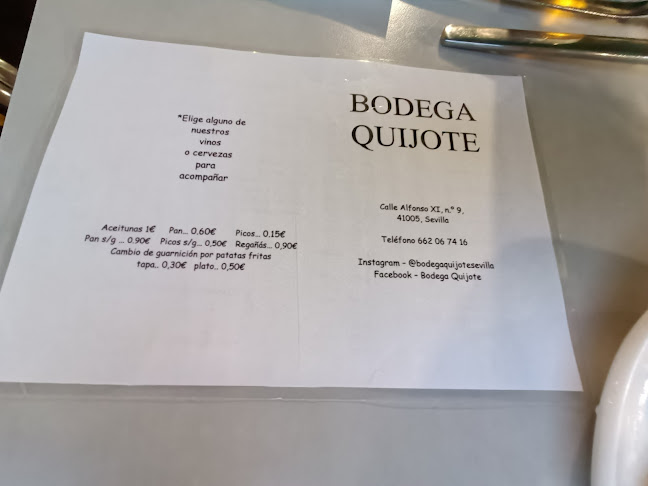 "Elige alguno de
nuestros
vinos
o cervezas
para
acompañar
Aceitunas 1€ Pan... 0,60€ Picos... 0,15€
Pan s/g ... 0.90€ Picos s/g... 0,50€ Regañás... 0,90€
Cambio de guarnición por patatas fritas
tapa.. 0,30€ plato.. 0,50€
BODEGA
QUIJOTE
Calle Alfonso XI, n.º 9,
41005, Sevilla
Teléfono 662 06 74 16
Instagram - @bodegaquijotesevilla
Facebook - Bodega Quijote